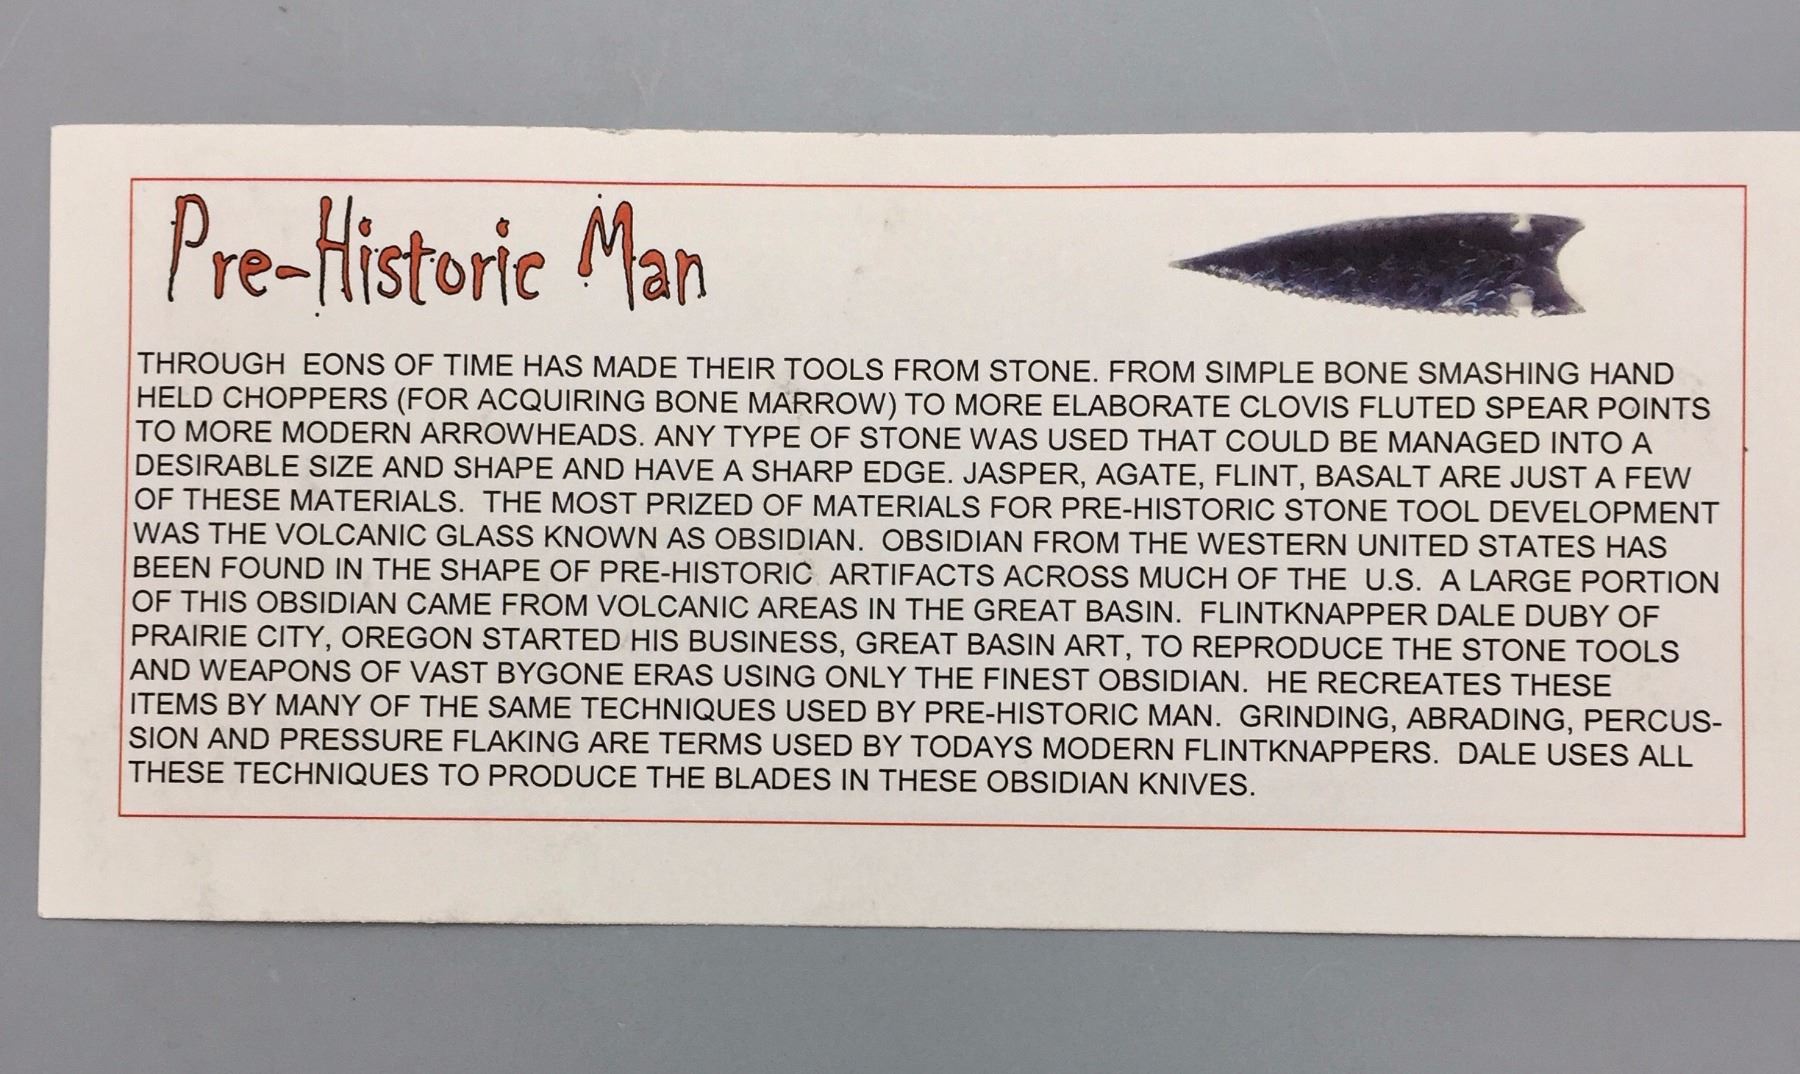 Pre-Historic Man
THROUGH EONS OF TIME HAS MADE THEIR TOOLS FROM STONE. FROM SIMPLE BONE SMASHING HAND
HELD CHOPPERS (FOR ACQUIRING BONE MARROW) TO MORE ELABORATE CLOVIS FLUTED SPEAR POINTS
TO MORE MODERN ARROWHEADS. ANY TYPE OF STONE WAS USED THAT COULD BE MANAGED INTO A
DESIRABLE SIZE AND SHAPE AND HAVE A SHARP EDGE. JASPER, AGATE, FLINT, BASALT ARE JUST A FEW
OF THESE MATERIALS. THE MOST PRIZED OF MATERIALS FOR PRE-HISTORIC STONE TOOL DEVELOPMENT
WAS THE VOLCANIC GLASS KNOWN AS OBSIDIAN. OBSIDIAN FROM THE WESTERN UNITED STATES HAS
BEEN FOUND IN THE SHAPE OF PRE-HISTORIC ARTIFACTS ACROSS MUCH OF THE U.S. A LARGE PORTION
OF THIS OBSIDIAN CAME FROM VOLCANIC AREAS IN THE GREAT BASIN. FLINTKNAPPER DALE DUBY OF
PRAIRIE CITY, OREGON STARTED HIS BUSINESS, GREAT BASIN ART, TO REPRODUCE THE STONE TOOLS
AND WEAPONS OF VAST BYGONE ERAS USING ONLY THE FINEST OBSIDIAN. HE RECREATES THESE
ITEMS BY MANY OF THE SAME TECHNIQUES USED BY PRE-HISTORIC MAN. GRINDING, ABRADING, PERCUS-
SION AND PRESSURE FLAKING ARE TERMS USED BY TODAYS MODERN FLINTKNAPPERS. DALE USES ALL
THESE TECHNIQUES TO PRODUCE THE BLADES IN THESE OBSIDIAN KNIVES.